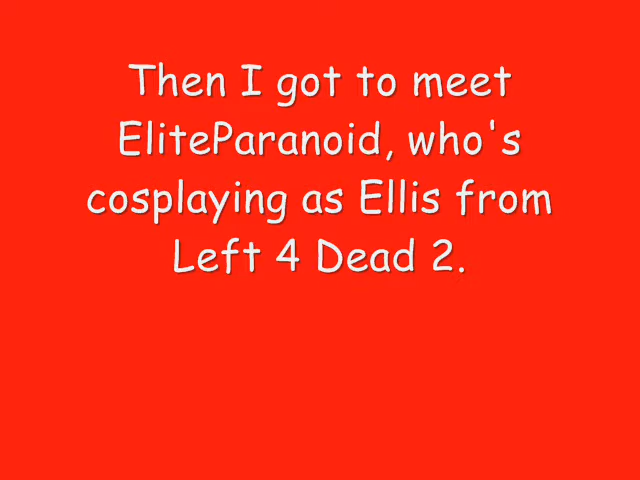 Then I got to meet
EliteParanoid, who's
cosplaying as Ellis from
Left 4 Dead 2.